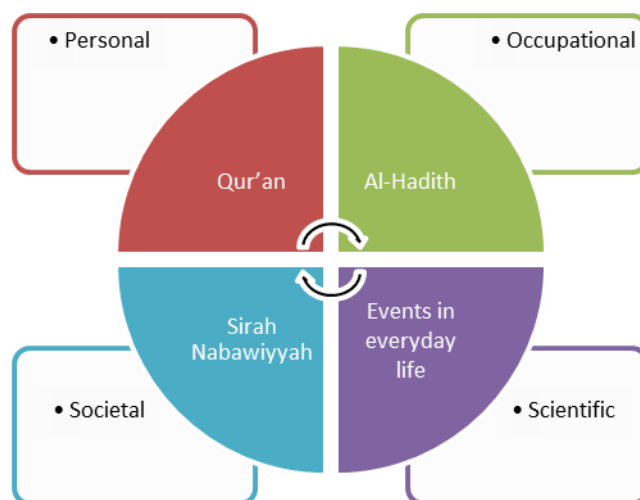 • Personal
• Occupational
Qur’an
Al-Hadith
Sirah
Nabawiyyah
Events in
everyday
life
• Societal
• Scientific